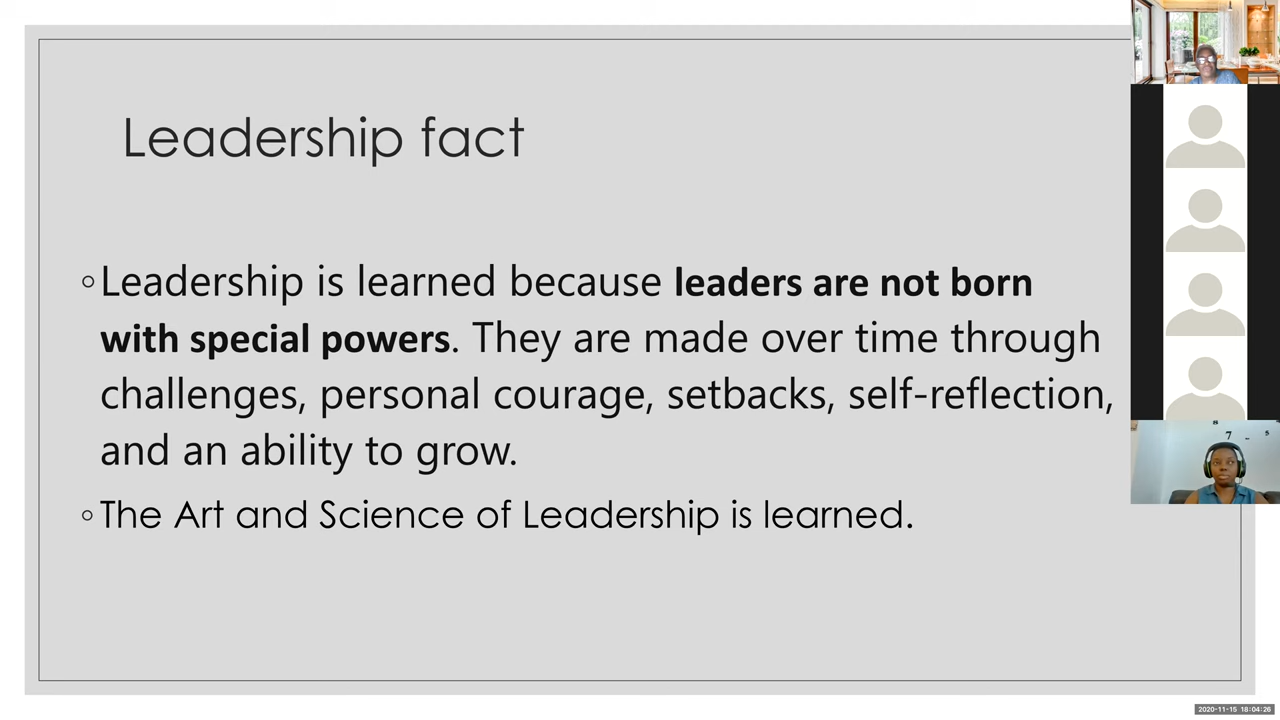 Leadership fact
◦Leadership is learned because leaders are not born
with special powers. They are made over time through
challenges, personal courage, setbacks, self-reflection,
and an ability to grow.
◦The Art and Science of Leadership is learned.
8
7
2020-11-15 18:04:26